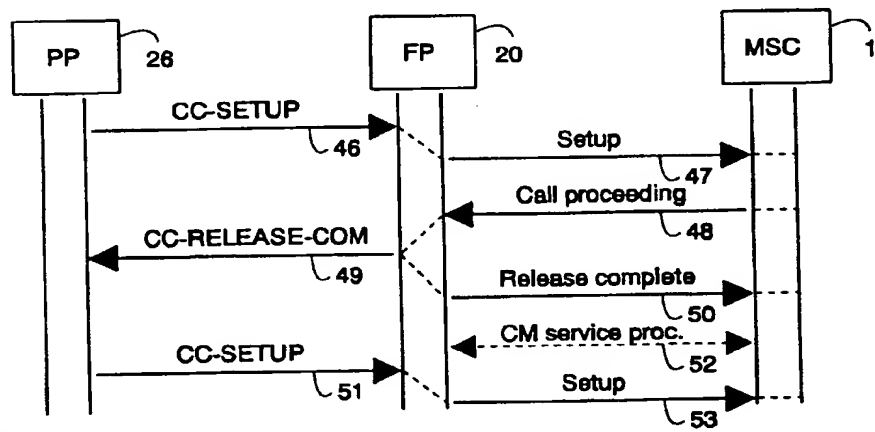 PP 26 FP 20 MSC 1
CC-SETUP
46
Setup
47
Call proceeding
48
CC-RELEASE-COM
49
Release complete
50
CM service proc.
52
CC-SETUP
51
Setup
53